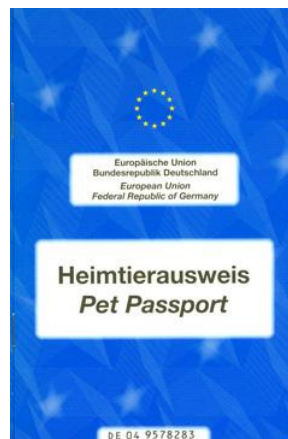 Europäische Union
Bundesrepublik Deutschland
European Union
Federal Republic of Germany
Heimtierausweis
Pet Passport
DE 04 9578283